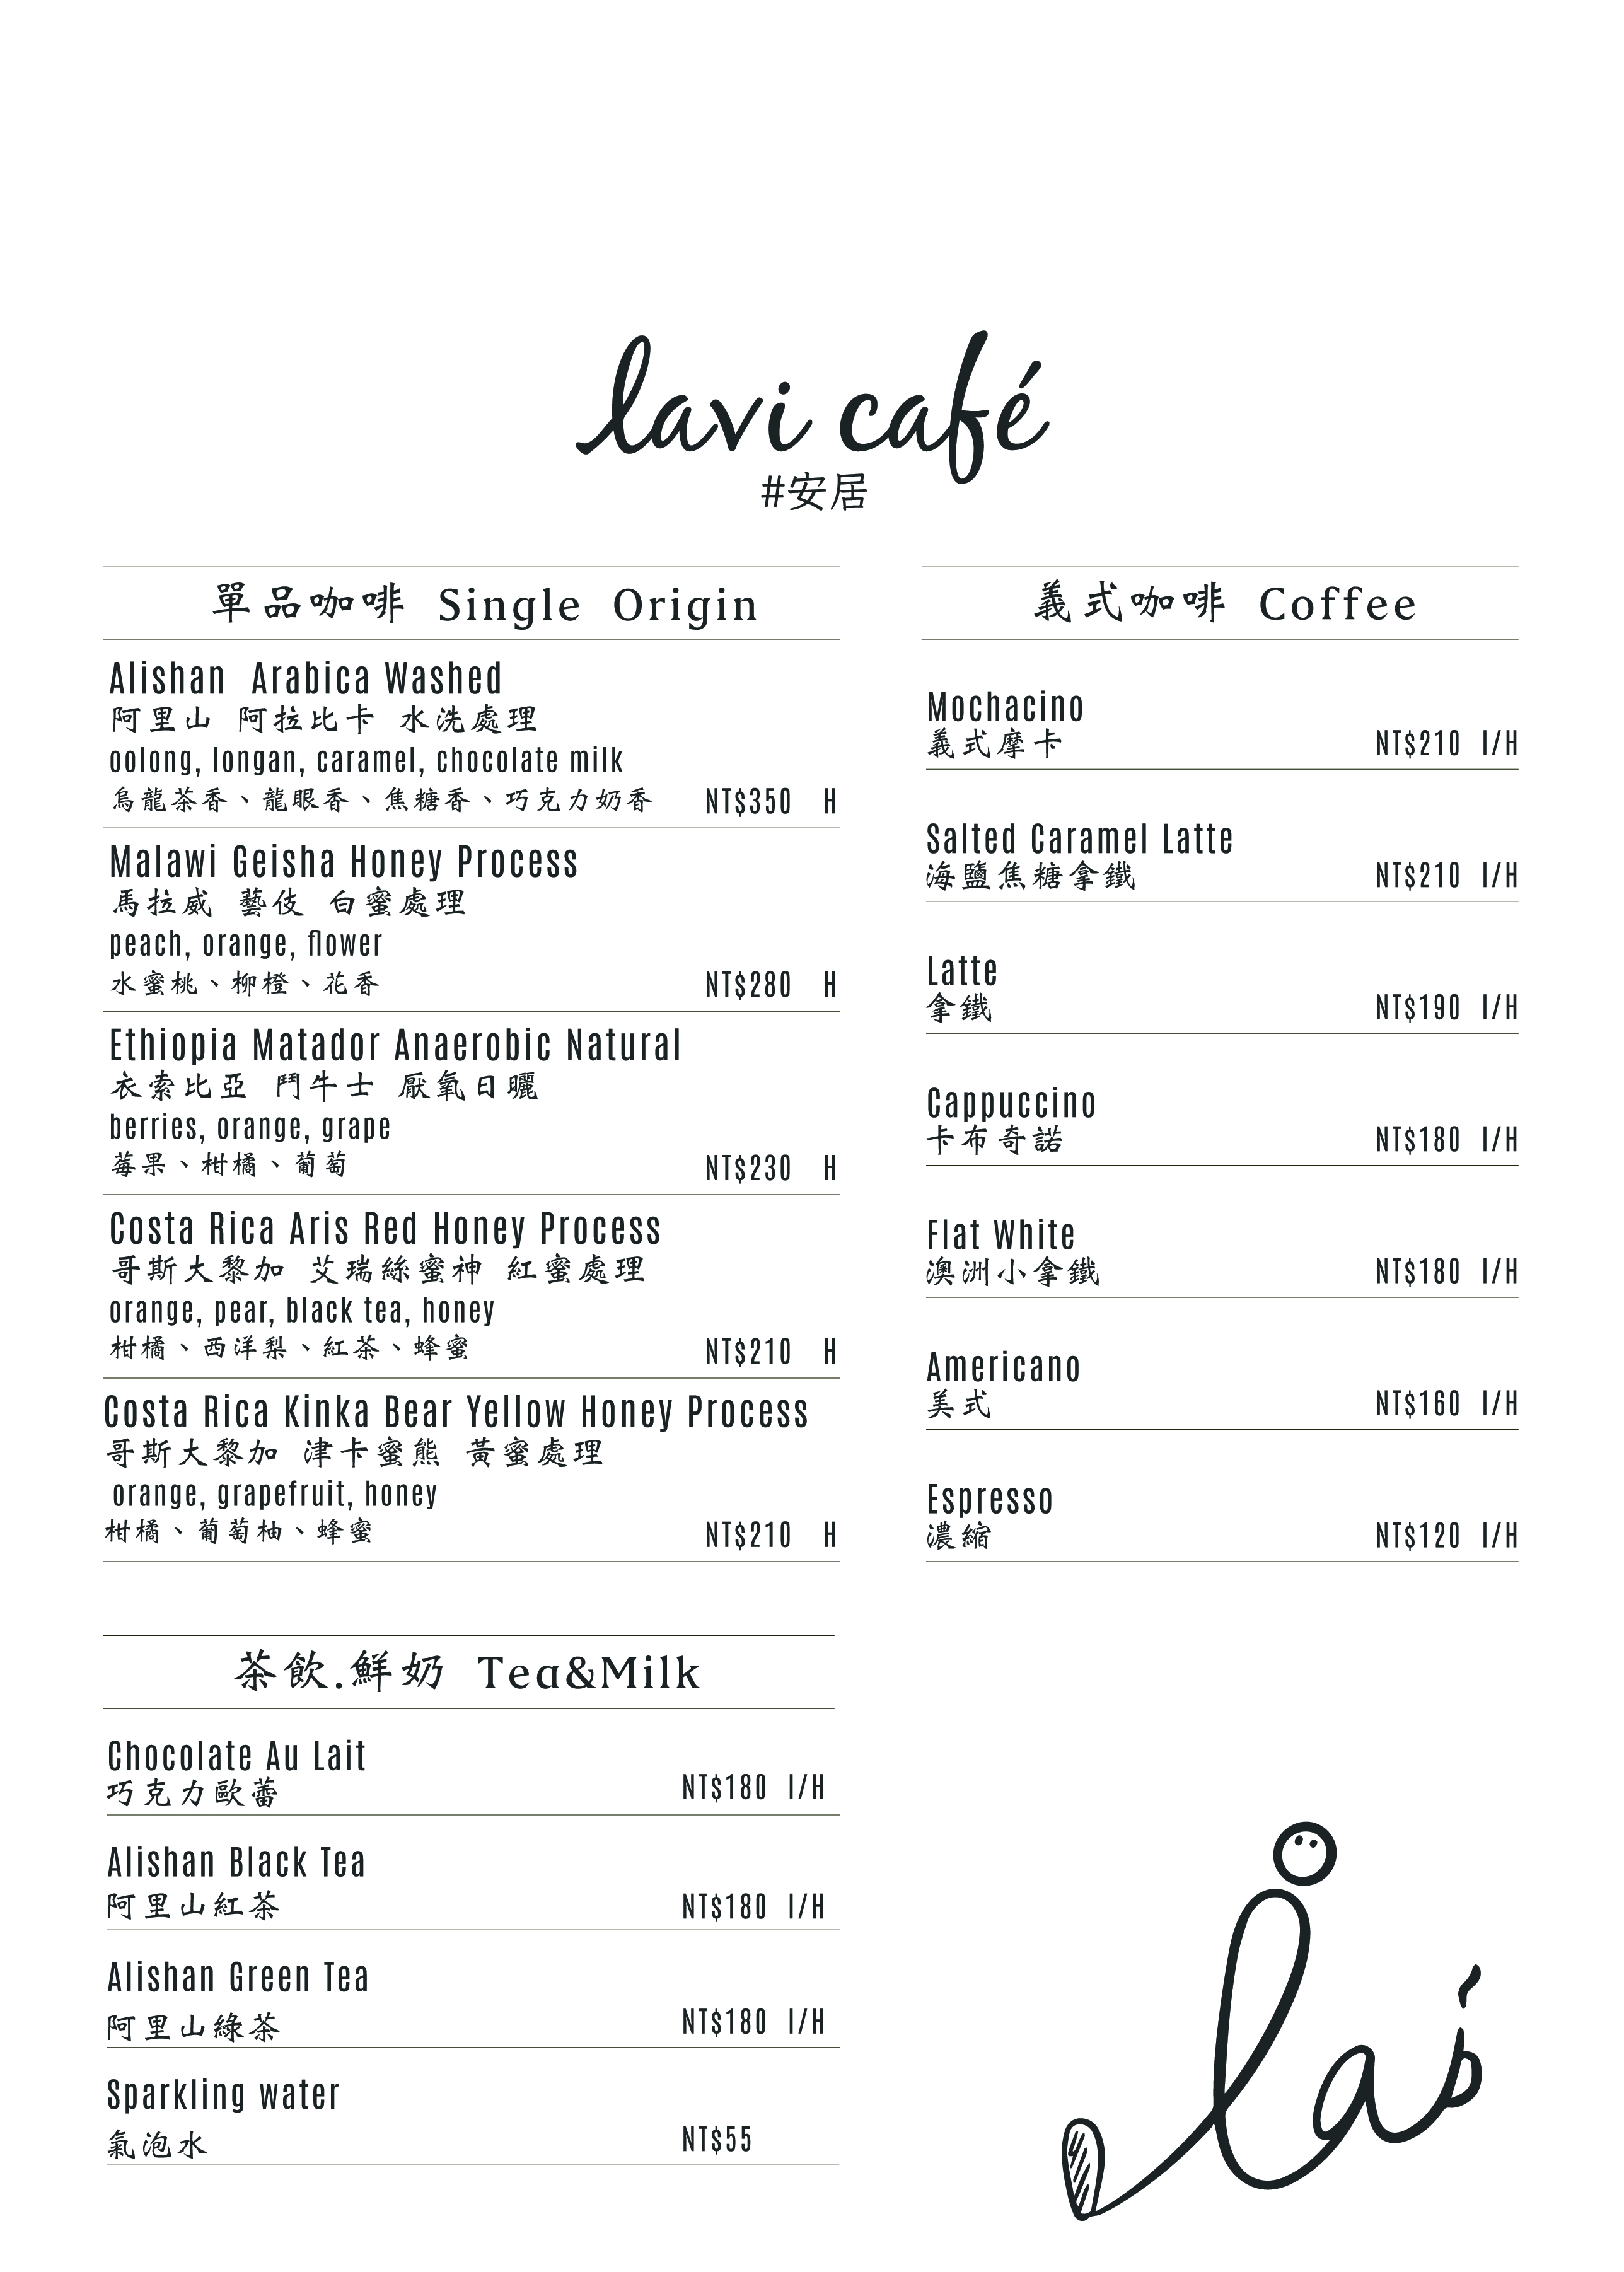 lavi café
#安居
單品咖啡 Single Origin
Alishan Arabica Washed
阿里山 阿拉比卡 水洗處理
oolong, longan, caramel, chocolate milk
烏龍茶香、龍眼香、焦糖香、巧克力奶香 NT$350 H
Malawi Geisha Honey Process
馬拉威 藝伎 白蜜處理
peach, orange, flower
水蜜桃、柳橙、花香 NT$280 H
Ethiopia Matador Anaerobic Natural
衣索比亞 鬥牛士 厭氧日曬
berries, orange, grape
莓果、柑橘、葡萄 NT$230 H
Costa Rica Aris Red Honey Process
哥斯大黎加 艾瑞絲蜜神 紅蜜處理
orange, pear, black tea, honey
柑橘、西洋梨、紅茶、蜂蜜 NT$210 H
Costa Rica Kinka Bear Yellow Honey Process
哥斯大黎加 津卡蜜熊 黃蜜處理
orange, grapefruit, honey
柑橘、葡萄柚、蜂蜜 NT$210 H
義式咖啡 Coffee
Mochacino
義式摩卡 NT$210 I/H
Salted Caramel Latte
海鹽焦糖拿鐵 NT$210 I/H
Latte
拿鐵 NT$190 I/H
Cappuccino
卡布奇諾 NT$180 I/H
Flat White
澳洲小拿鐵 NT$180 I/H
Americano
美式 NT$160 I/H
Espresso
濃縮 NT$120 I/H
茶飲.鮮奶 Tea&Milk
Chocolate Au Lait
巧克力歐蕾 NT$180 I/H
Alishan Black Tea
阿里山紅茶 NT$180 I/H
Alishan Green Tea
阿里山綠茶 NT$180 I/H
Sparkling water
氣泡水 NT$55